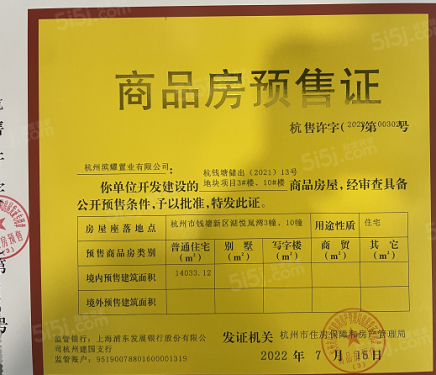 商品房预售证
杭售许字(2022)第00302号
杭州滨耀置业有限公司:
杭钱塘储出(2021)13号
地块项目3#楼、10#楼
你单位开发建设的 商品房屋,经审查具备
公开预售条件,予以批准,特发此证。
房屋座落地点 杭州市钱塘新区湖悦岚湾3幢、10幢 用途性质 住宅
预售商品房类别 普通住宅(m²) 别墅(m²) 写字楼(m²) 商贸(m²) 其它(m²)
境内预售建筑面积 14033.12
境外预售建筑面积
监管银行:上海浦东发展银行股份有限公
司杭州建国支行
监管账户:95190078801600001319
发证机关 杭州市住房保障和房产管理局
2022 年 7 月 15 日
5i5j.com